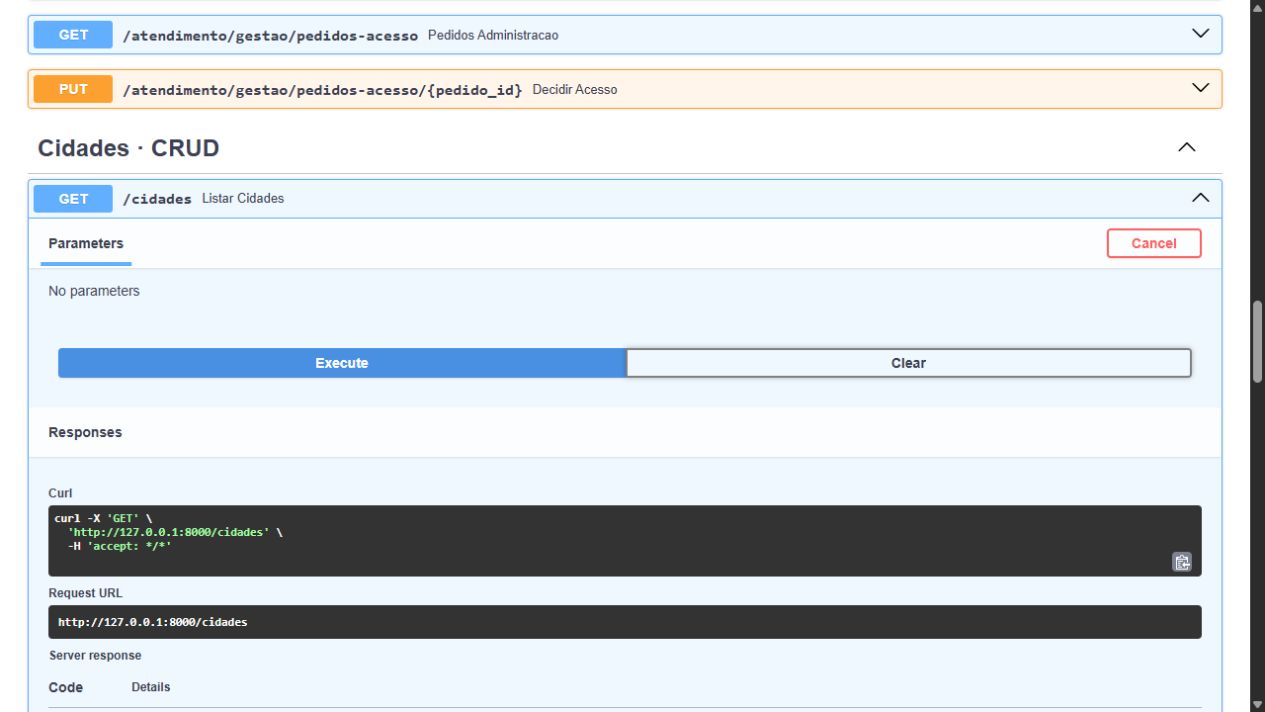 GET /atendimento/gestao/pedidos-acesso Pedidos Administracao
PUT /atendimento/gestao/pedidos-acesso/{pedido_id} Decidir Acesso
Cidades · CRUD
GET /cidades Listar Cidades
Parameters
Cancel
No parameters
Execute
Clear
Responses
Curl
curl -X 'GET' \
'http://127.0.0.1:8000/cidades' \
-H 'accept: */*'
Request URL
http://127.0.0.1:8000/cidades
Server response
Code Details